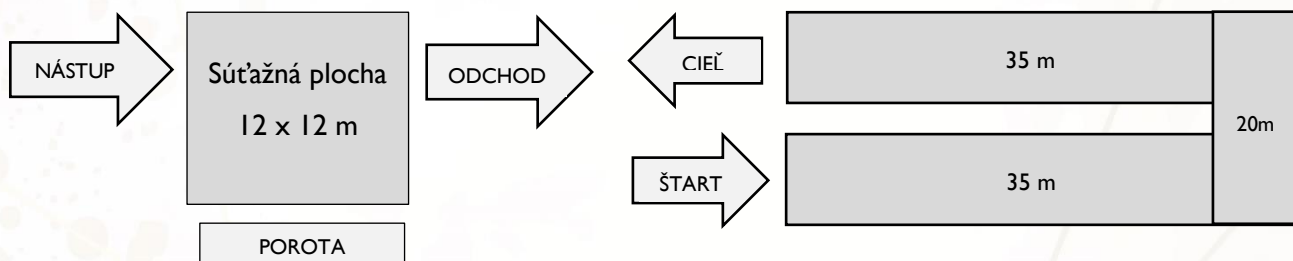 NÁSTUP
Súťažná plocha
12 x 12 m
ODCHOD
POROTA
CIEĽ
35 m
20m
ŠTART
35 m